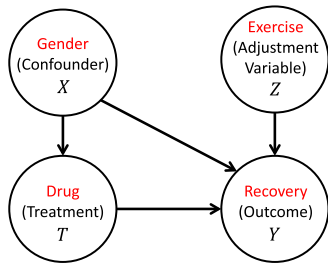 Gender
(Confounder)
X
Exercise
(Adjustment
Variable)
Z
Drug
(Treatment)
T
Recovery
(Outcome)
Y